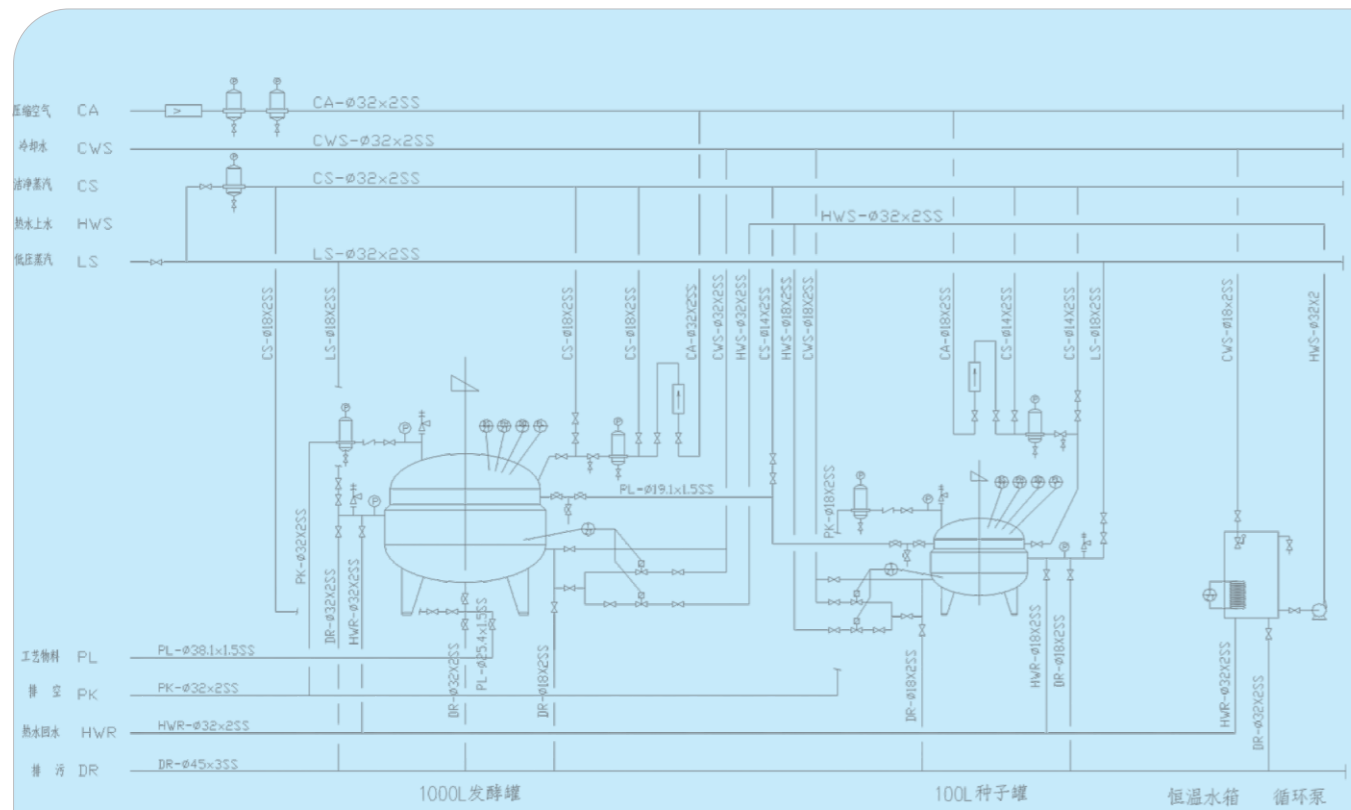 压缩空气 CA CA-Ø32×2SS
冷却水 CWS CWS-Ø32×2SS
洁净蒸汽 CS CS-Ø32×2SS
热水上水 HWS HWS-Ø32×2SS
低压蒸汽 LS LS-Ø32×2SS
CS-Ø18X2SS
LS-Ø18X2SS
CS-Ø18X2SS
CS-Ø18X2SS
CA-Ø32X2SS
CWS-Ø32X2SS
HWS-Ø32X2SS
CS-Ø14X2SS
HWS-Ø18X2SS
CWS-Ø18X2SS
CA-Ø18X2SS
CS-Ø14X2SS
CS-Ø14X2SS
LS-Ø18X2SS
CWS-Ø18X2SS
HWS-Ø32X2
PL-Ø19.1×1.5SS
PK-Ø18X2SS
PK-Ø32X2SS
DR-Ø32X2SS
HWR-Ø32X2SS
DR-Ø32X2SS
PL-Ø25.4×1.5SS
DR-Ø18X2SS
DR-Ø18X2SS
HWR-Ø18X2SS
DR-Ø18X2SS
HWR-Ø32X2SS
DR-Ø32X2SS
工艺物料 PL PL-Ø38.1×1.5SS
排空 PK PK-Ø32×2SS
热水回水 HWR HWR-Ø32×2SS
排污 DR DR-Ø45×3SS
1000L发酵罐 100L种子罐 恒温水箱 循环泵